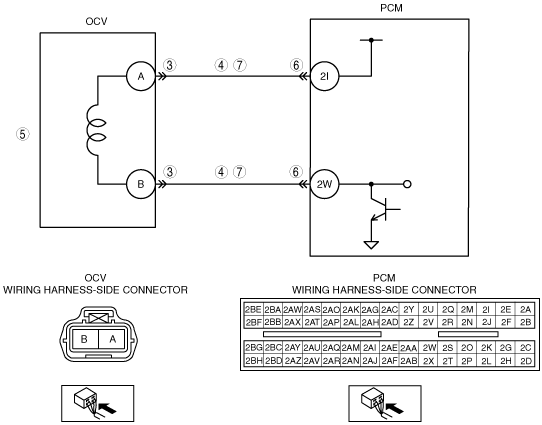 OCV
PCM
A
3
4
7
6
2I
5
B
3
4
7
6
2W
OCV
WIRING HARNESS-SIDE CONNECTOR
B A
PCM
WIRING HARNESS-SIDE CONNECTOR
2BE 2BA 2AW 2AS 2AO 2AK 2AG 2AC 2Y 2U 2Q 2M 2I 2E 2A
2BF 2BB 2AX 2AT 2AP 2AL 2AH 2AD 2Z 2V 2R 2N 2J 2F 2B
2BG 2BC 2AY 2AU 2AQ 2AM 2AI 2AE 2AA 2W 2S 2O 2K 2G 2C
2BH 2BD 2AZ 2AV 2AR 2AN 2AJ 2AF 2AB 2X 2T 2P 2L 2H 2D